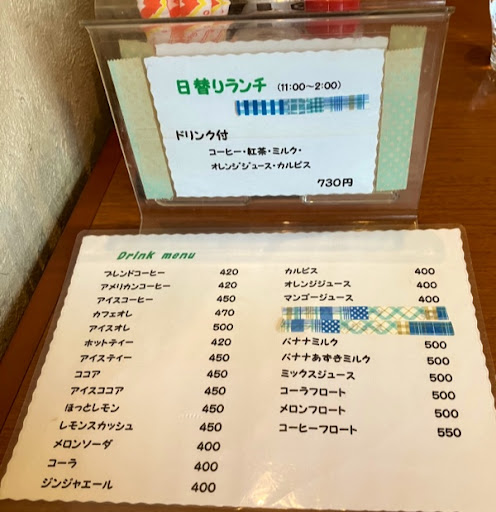 日替りランチ (11:00〜2:00)
ドリンク付
コーヒー・紅茶・ミルク・
オレンジジュース・カルピス
730円
Drink menu
ブレンドコーヒー 420
アメリカンコーヒー 420
アイスコーヒー 450
カフェオレ 470
アイスオレ 500
ホットティー 420
アイスティー 450
ココア 450
アイスココア 450
ほっとレモン 450
レモンスカッシュ 450
メロンソーダ 400
コーラ 400
ジンジャエール 400
カルピス 400
オレンジジュース 400
マンゴージュース 400
バナナミルク 500
バナナあずきミルク 500
ミックスジュース 500
コーラフロート 500
メロンフロート 500
コーヒーフロート 550